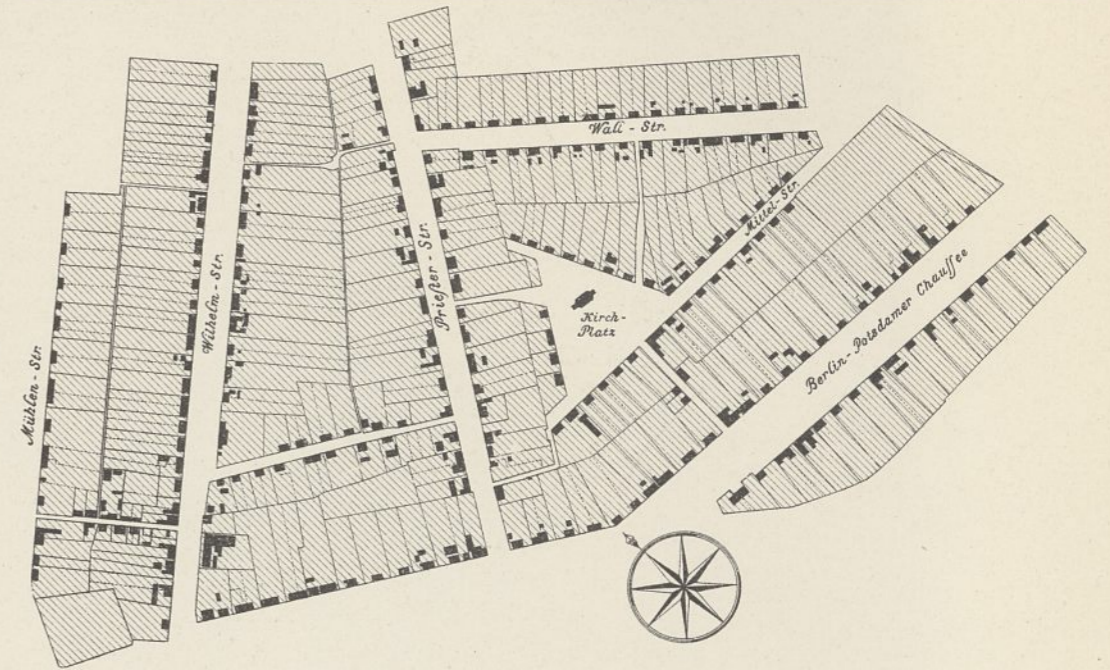 Wall - Str.
Mittel - Str.
Mühlen - Str.
Wilhelm - Str.
Priester - Str.
Kirch-
Platz
Berlin - Potsdamer Chaussee